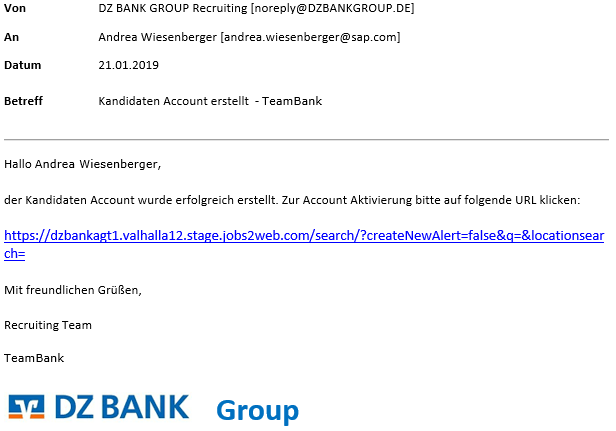 Von DZ BANK GROUP Recruiting [noreply@DZBANKGROUP.DE]
An Andrea Wiesenberger [andrea.wiesenberger@sap.com]
Datum 21.01.2019
Betreff Kandidaten Account erstellt - TeamBank
Hallo Andrea Wiesenberger,
der Kandidaten Account wurde erfolgreich erstellt. Zur Account Aktivierung bitte auf folgende URL klicken:
https://dzbankagt1.valhalla12.stage.jobs2web.com/search/?createNewAlert=false&q=&locationsear
ch=
Mit freundlichen Grüßen,
Recruiting Team
TeamBank
DZ BANK Group